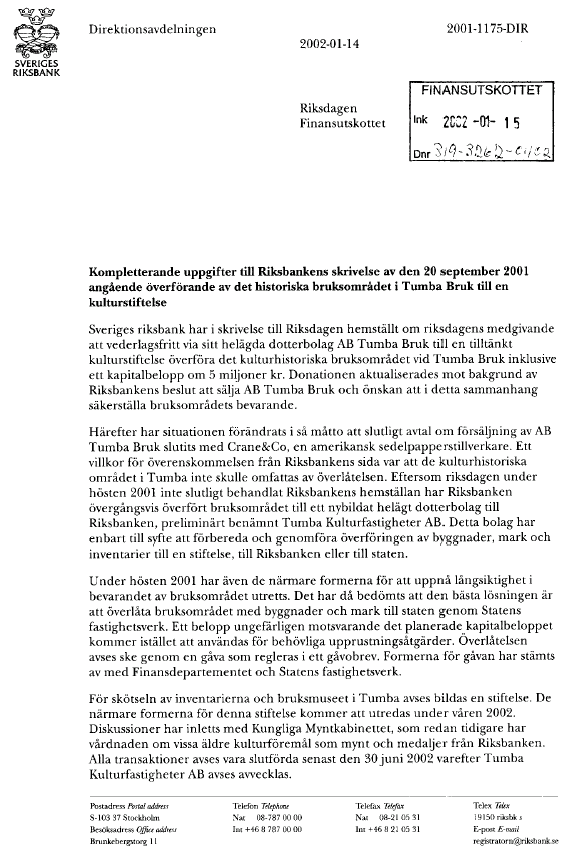 Direktionsavdelningen
2001-1175-DIR
2002-01-14
SVERIGES
RIKSBANK
FINANSUTSKOTTET
Ink 2002 -01- 15
Dnr 319-3262-01/02
Riksdagen
Finansutskottet
Kompletterande uppgifter till Riksbankens skrivelse av den 20 september 2001
angående överförande av det historiska bruksområdet i Tumba Bruk till en
kulturstiftelse
Sveriges riksbank har i skrivelse till Riksdagen hemställt om riksdagens medgivande
att vederlagsfritt via sitt helägda dotterbolag AB Tumba Bruk till en tilltänkt
kulturstiftelse överföra det kulturhistoriska bruksområdet vid Tumba Bruk inklusive
ett kapitalbelopp om 5 miljoner kr. Donationen aktualiserades mot bakgrund av
Riksbankens beslut att sälja AB Tumba Bruk och önskan att i detta sammanhang
säkerställa bruksområdets bevarande.
Härefter har situationen förändrats i så måtto att slutligt avtal om försäljning av AB
Tumba Bruk slutits med Crane&Co, en amerikansk sedelpapperstillverkare. Ett
villkor för överenskommelsen från Riksbankens sida var att de kulturhistoriska
området i Tumba inte skulle omfattas av överlåtelsen. Eftersom riksdagen under
hösten 2001 inte slutligt behandlat Riksbankens hemställan har Riksbanken
övergångsvis överfört bruksområdet till ett nybildat helägt dotterbolag till
Riksbanken, preliminärt benämnt Tumba Kulturfastigheter AB. Detta bolag har
enbart till syfte att förbereda och genomföra överföringen av byggnader, mark och
inventarier till en stiftelse, till Riksbanken eller till staten.
Under hösten 2001 har även de närmare formerna för att uppnå långsiktighet i
bevarandet av bruksområdet utretts. Det har då bedömts att den bästa lösningen är
att överlåta bruksområdet med byggnader och mark till staten genom Statens
fastighetsverk. Ett belopp ungefärligen motsvarande det planerade kapitalbeloppet
kommer istället att användas för behövliga upprustningsåtgärder. Överlåtelsen
avses ske genom en gåva som regleras i ett gåvobrev. Formerna för gåvan har stämts
av med Finansdepartementet och Statens fastighetsverk.
För skötseln av inventarierna och bruksmuseet i Tumba avses bildas en stiftelse. De
närmare formerna för denna stiftelse kommer att utredas under våren 2002.
Diskussioner har inletts med Kungliga Myntkabinettet, som redan tidigare har
vårdnaden om vissa äldre kulturföremål som mynt och medaljer från Riksbanken.
Alla transaktioner avses vara slutförda senast den 30 juni 2002 varefter Tumba
Kulturfastigheter AB avses avvecklas.
Postadress Postal address
S-103 37 Stockholm
Besöksadress Office address
Brunkebergstorg 11
Telefon Telephone
Nat 08-787 00 00
Int +46 8 787 00 00
Telefax Telefax
Nat 08-21 05 31
Int +46 8 21 05 31
Telex Telex
19150 riksbk s
E-post E-mail
registratorn@riksbank.se